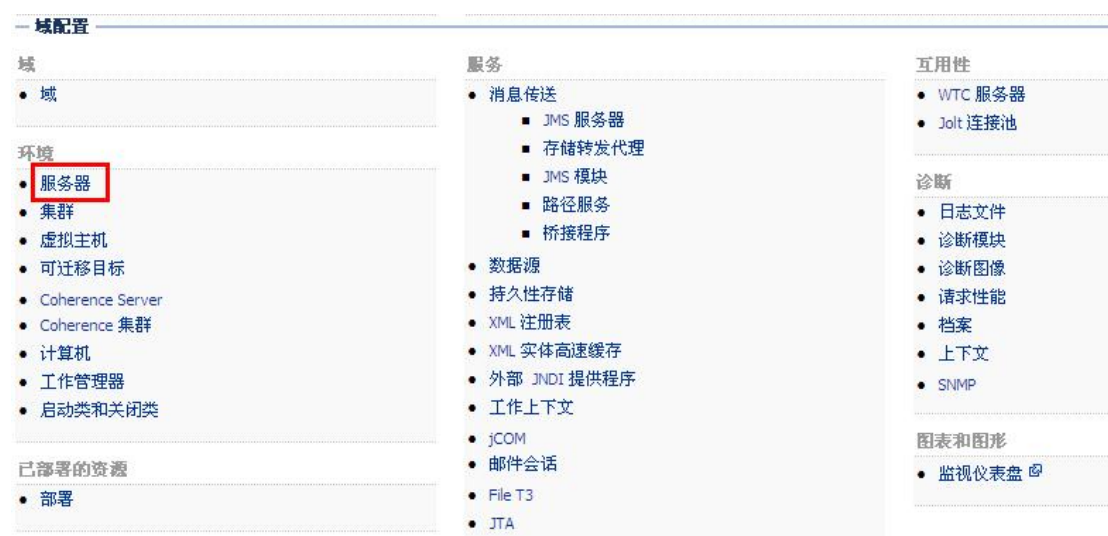 域配置
域
域
环境
服务器
集群
虚拟主机
可迁移目标
Coherence Server
Coherence 集群
计算机
工作管理器
启动类和关闭类
已部署的资源
部署
服务
消息传送
JMS 服务器
存储转发代理
JMS 模块
路径服务
桥接程序
数据源
持久性存储
XML 注册表
XML 实体高速缓存
外部 JNDI 提供程序
工作上下文
jCOM
邮件会话
File T3
JTA
互用性
WTC 服务器
Jolt 连接池
诊断
日志文件
诊断模块
诊断图像
请求性能
档案
上下文
SNMP
图表和图形
监视仪表盘